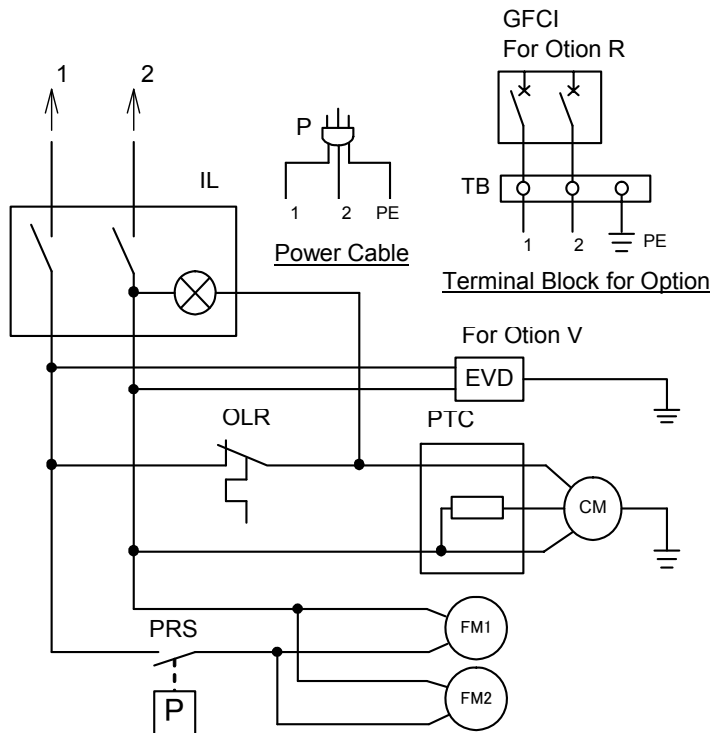 GFCI
For Otion R
1
2
P
IL
TB
1
2
PE
1
2
PE
Power Cable
Terminal Block for Option
For Otion V
EVD
OLR
PTC
CM
PRS
FM1
P
FM2